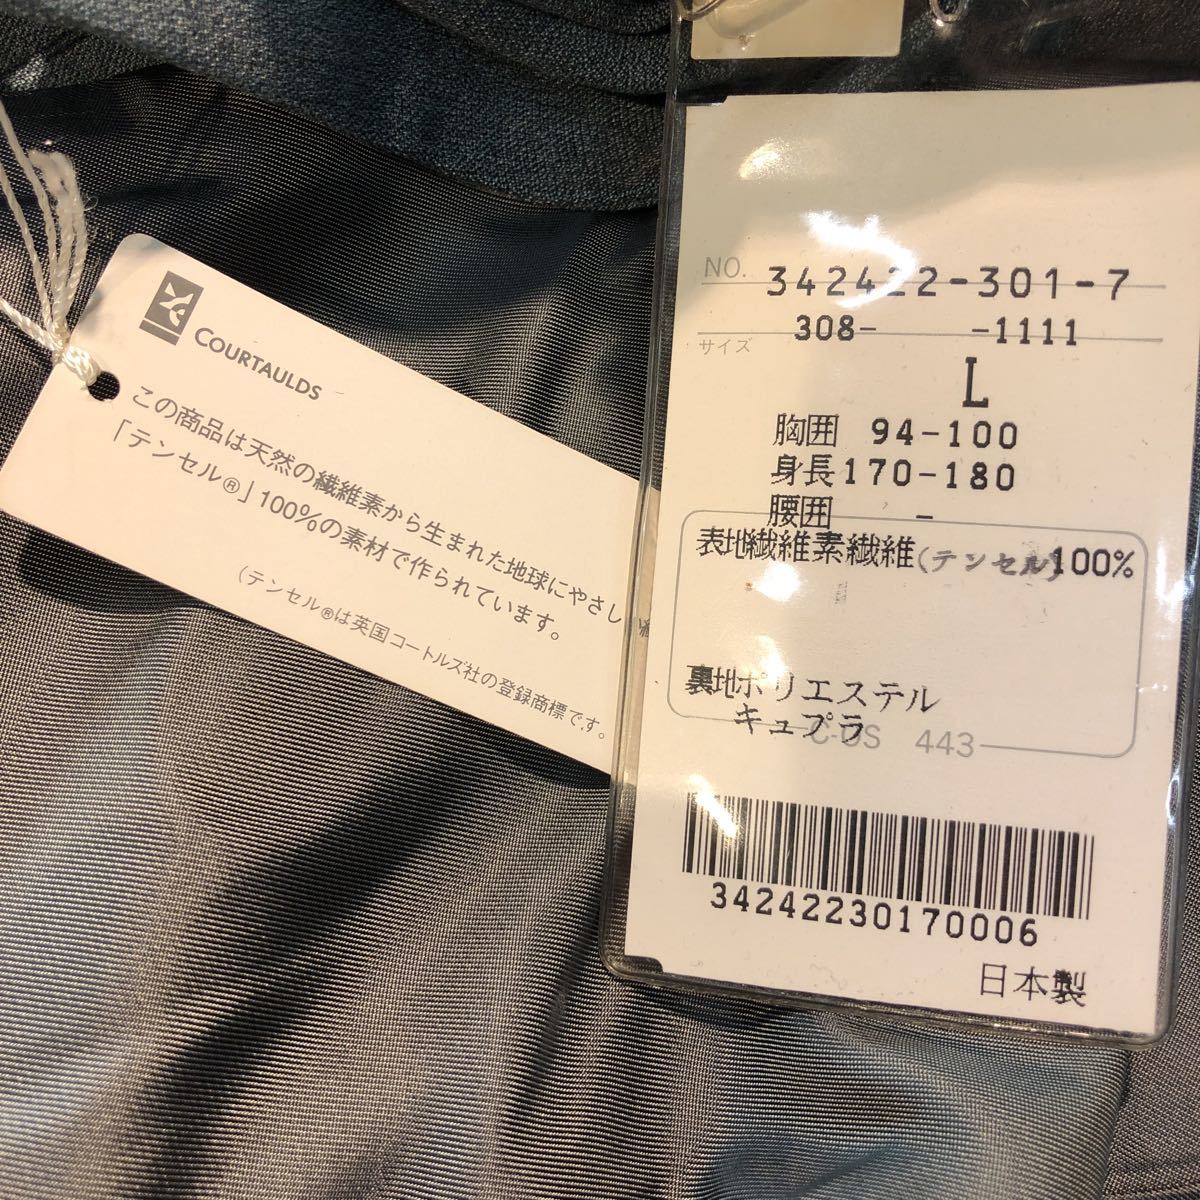 COURTAULDS
この商品は天然の繊維素から生まれた地球にやさし
「テンセル®」100%の素材で作られています。
(テンセル®は英国コートルズ社の登録商標です。
NO. 342422-301-7
308- -1111
サイズ
L
胸囲 94-100
身長170-180
腰囲 -
表地繊維素繊維(テンセル)100%
裏地ポリエステル
キュプラ
C-US 443
34242230170006
日本製